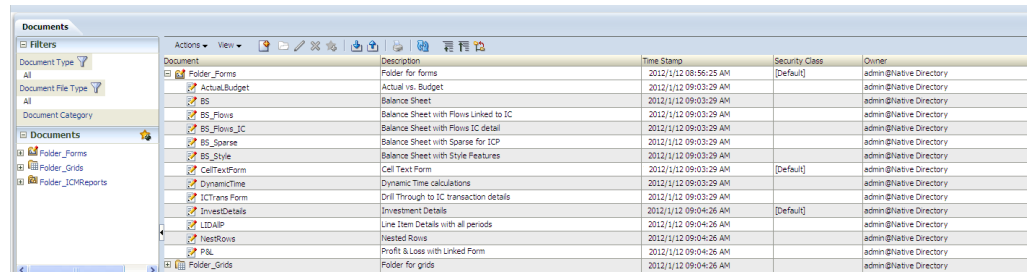 Documents
Filters
Document Type
All
Document File Type
All
Document Category
Documents
Folder_Forms
Folder_Grids
Folder_ICMReports
Actions View
Document Description Time Stamp Security Class Owner
Folder_Forms Folder for forms 2012/1/12 08:56:25 AM [Default] admin@Native Directory
ActualBudget Actual vs. Budget 2012/1/12 09:03:29 AM admin@Native Directory
BS Balance Sheet 2012/1/12 09:03:29 AM admin@Native Directory
BS_Flows Balance Sheet with Flows Linked to IC 2012/1/12 09:03:29 AM admin@Native Directory
BS_Flows_IC Balance Sheet with Flows IC detail 2012/1/12 09:03:29 AM admin@Native Directory
BS_Sparse Balance Sheet with Sparse for ICP 2012/1/12 09:03:29 AM admin@Native Directory
BS_Style Balance Sheet with Style Features 2012/1/12 09:03:29 AM admin@Native Directory
CellTextForm Cell Text Form 2012/1/12 09:03:29 AM [Default] admin@Native Directory
DynamicTime Dynamic Time calculations 2012/1/12 09:03:29 AM admin@Native Directory
ICTrans Form Drill Through to IC transaction details 2012/1/12 09:03:29 AM admin@Native Directory
InvestDetails Investment Details 2012/1/12 09:04:26 AM [Default] admin@Native Directory
LIDAllP Line Item Details with all periods 2012/1/12 09:04:26 AM admin@Native Directory
NestRows Nested Rows 2012/1/12 09:04:26 AM admin@Native Directory
P&L Profit & Loss with Linked Form 2012/1/12 09:04:26 AM admin@Native Directory
Folder_Grids Folder for grids 2012/1/12 09:04:26 AM admin@Native Directory